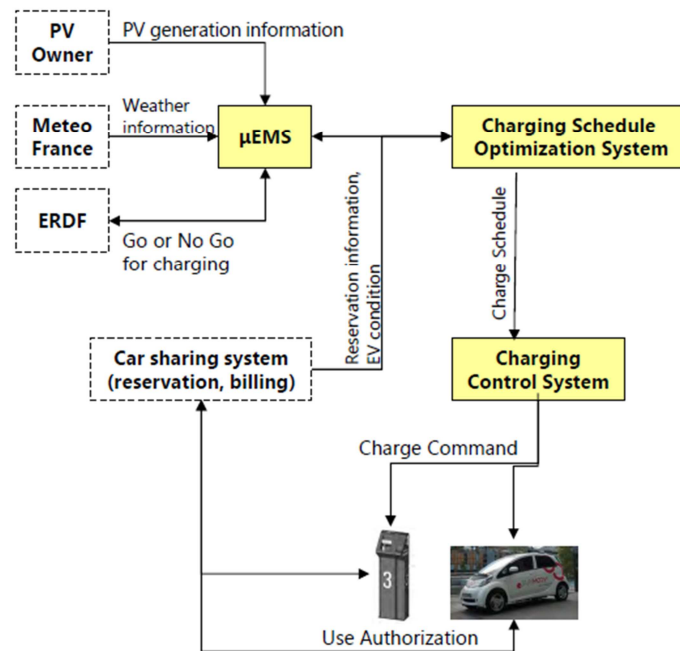 PV
Owner
PV generation information
Meteo
France
Weather
information
μEMS
Charging Schedule
Optimization System
ERDF
Go or No Go
for charging
Reservation information,
EV condition
Charge Schedule
Car sharing system
(reservation, billing)
Charging
Control System
Charge Command
3
Use Authorization